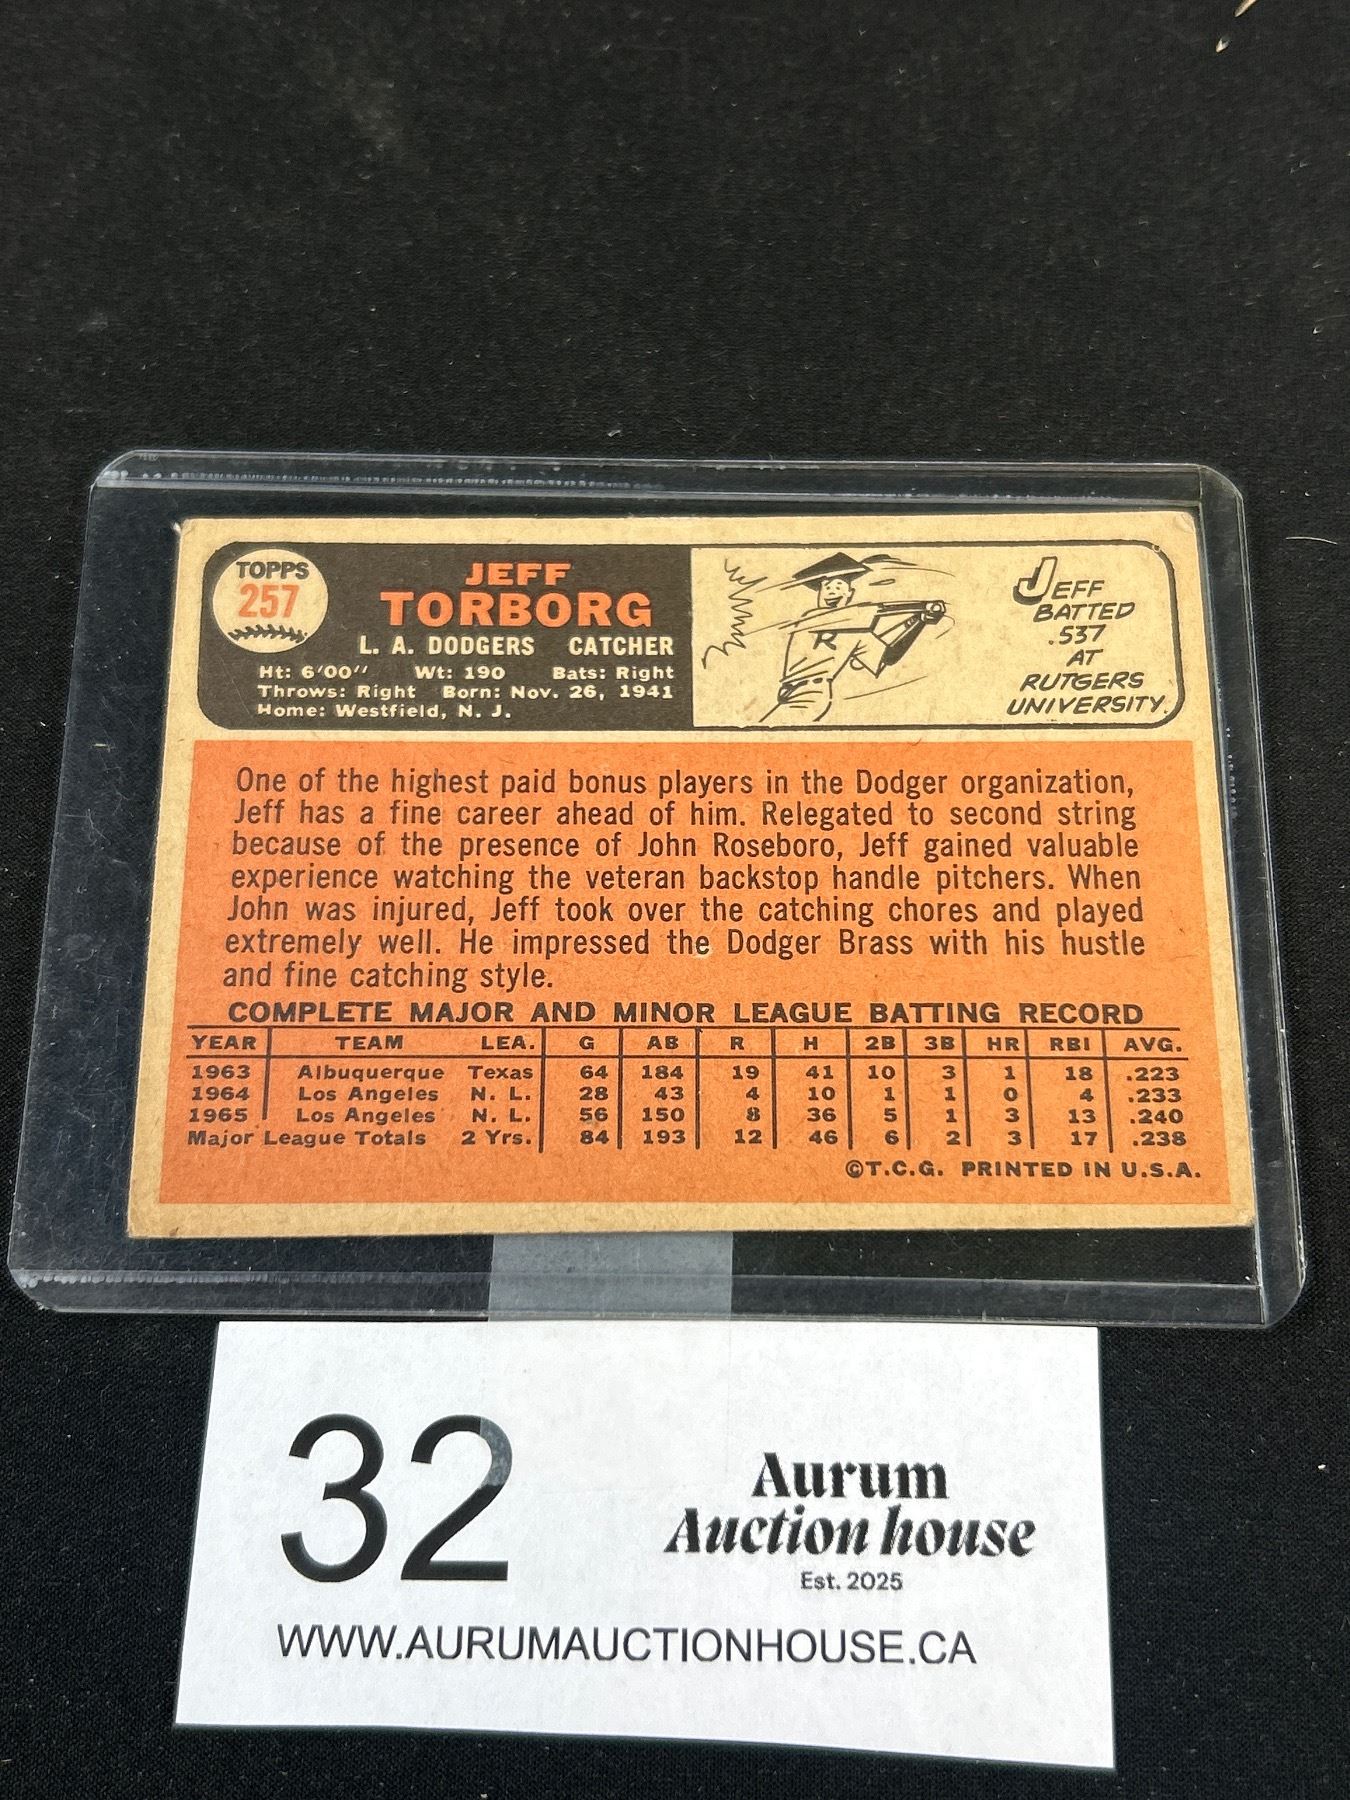 TOPPS
257
JEFF
TORBORG
L. A. DODGERS CATCHER
Ht: 6'00" Wt: 190 Bats: Right
Throws: Right Born: Nov. 26, 1941
Home: Westfield, N. J.
R
JEFF
BATTED
.537
AT
RUTGERS
UNIVERSITY.
One of the highest paid bonus players in the Dodger organization,
Jeff has a fine career ahead of him. Relegated to second string
because of the presence of John Roseboro, Jeff gained valuable
experience watching the veteran backstop handle pitchers. When
John was injured, Jeff took over the catching chores and played
extremely well. He impressed the Dodger Brass with his hustle
and fine catching style.
COMPLETE MAJOR AND MINOR LEAGUE BATTING RECORD
YEAR TEAM LEA. G AB R H 2B 3B HR RBI AVG.
1963 Albuquerque Texas 64 184 19 41 10 3 1 18 .223
1964 Los Angeles N. L. 28 43 4 10 1 1 0 4 .233
1965 Los Angeles N. L. 56 150 8 36 5 1 3 13 .240
Major League Totals 2 Yrs. 84 193 12 46 6 2 3 17 .238
©T.C.G. PRINTED IN U.S.A.
32
Aurum
Auction house
Est. 2025
WWW.AURUMAUCTIONHOUSE.CA